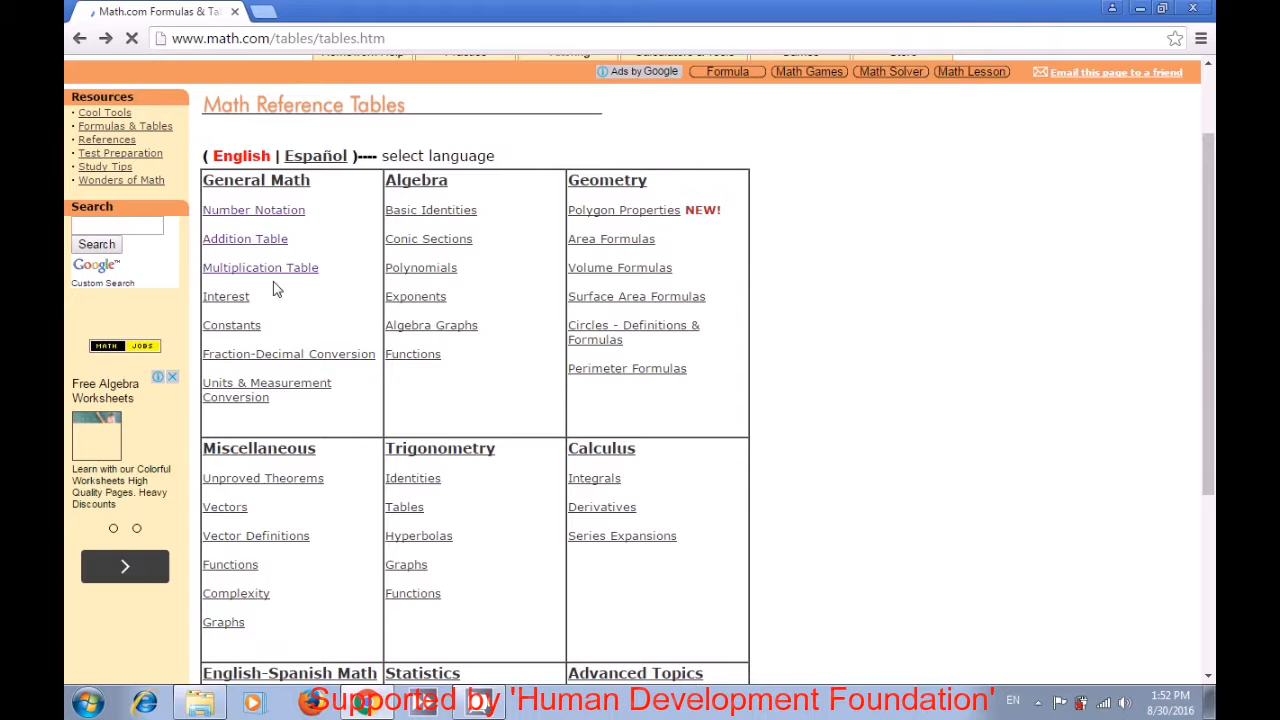 Math.com Formulas & Ta
www.math.com/tables/tables.htm
Ads by Google
Formula
Math Games
Math Solver
Math Lesson
Email this page to a friend
Resources
· Cool Tools
· Formulas & Tables
· References
· Test Preparation
· Study Tips
· Wonders of Math
Search
Search
Google™
Custom Search
MATH JOBS
Free Algebra
Worksheets
Learn with our Colorful
Worksheets High
Quality Pages. Heavy
Discounts
Math Reference Tables
( English | Español )---- select language
General Math
Number Notation
Addition Table
Multiplication Table
Interest
Constants
Fraction-Decimal Conversion
Units & Measurement
Conversion
Algebra
Basic Identities
Conic Sections
Polynomials
Exponents
Algebra Graphs
Functions
Geometry
Polygon Properties NEW!
Area Formulas
Volume Formulas
Surface Area Formulas
Circles - Definitions &
Formulas
Perimeter Formulas
Miscellaneous
Unproved Theorems
Vectors
Vector Definitions
Functions
Complexity
Graphs
Trigonometry
Identities
Tables
Hyperbolas
Graphs
Functions
Calculus
Integrals
Derivatives
Series Expansions
English-Spanish Math
Statistics
Advanced Topics
Supported by 'Human Development Foundation'
EN
1:52 PM
8/30/2016